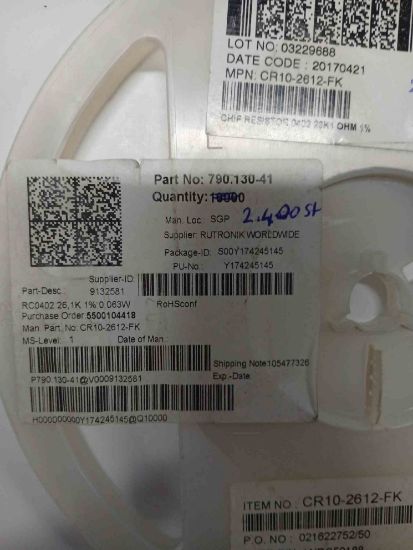 LOT NO: 03229688
DATE CODE : 20170421
MPN: CR10-2612-FK
CHIP RESISTOR 0402 26K1 OHM 1%
Part No: 790.130-41
Quantity: 10000
2.400 St
Man. Loc: SGP
Supplier: RUTRONIK WORLDWIDE
Package-ID: S00Y174245145
PU-No: Y174245145
Supplier-ID
Part-Desc.: 9132581
RC0402 26,1K 1% 0.063W RoHSconf
Purchase Order 5500104418
Man. Part. No: CR10-2612-FK
MS-Level: 1 Date of Man.:
Shipping Note105477326
Exp.-Date:
P790.130-41@V0009132581
H000000000Y174245145@Q10000
ITEM NO : CR10-2612-FK
P.O. NO : 021622752/50